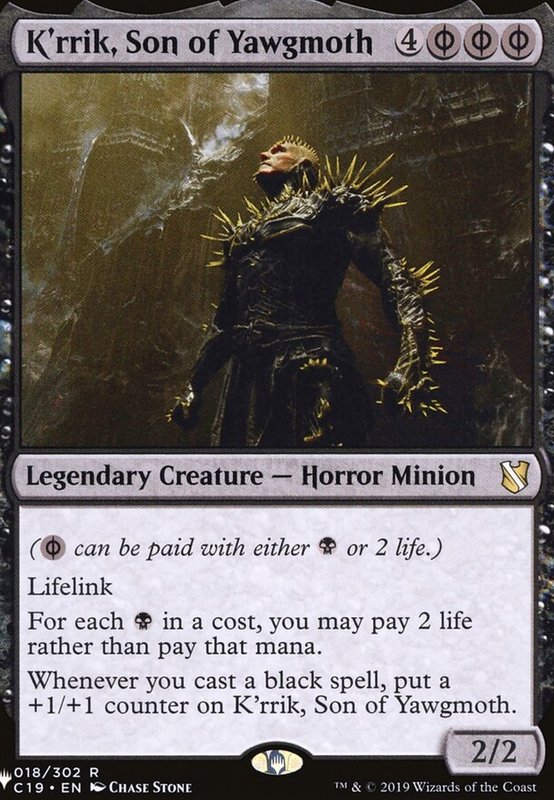 K'rrik, Son of Yawgmoth 4
Legendary Creature — Horror Minion
( can be paid with either or 2 life.)
Lifelink
For each in a cost, you may pay 2 life
rather than pay that mana.
Whenever you cast a black spell, put a
+1/+1 counter on K'rrik, Son of Yawgmoth.
2/2
018/302 R
C19 • EN CHASE STONE
™ & © 2019 Wizards of the Coast